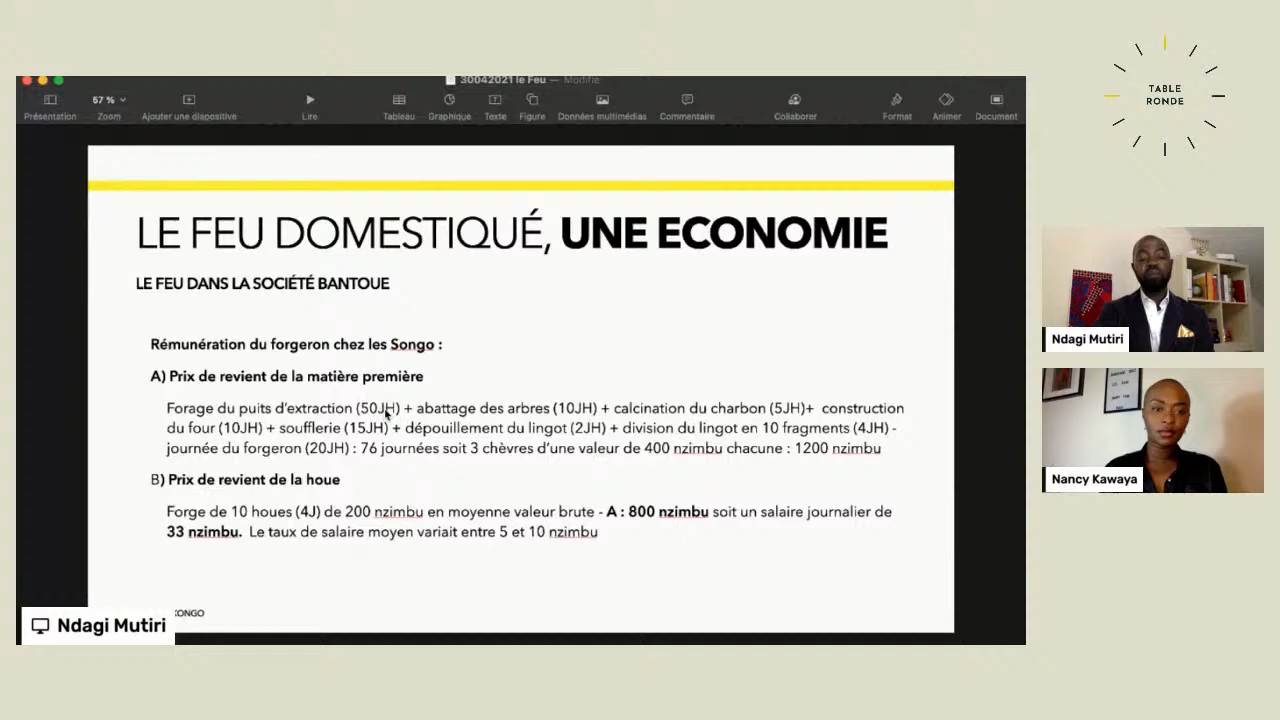 30042021 le Feu — Modifié
57 %
Présentation
Zoom
Ajouter une diapositive
Lire
Tableau
Graphique
Texte
Figure
Données multimédias
Commentaire
Collaborer
Format
Animer
Document
LE FEU DOMESTIQUÉ, UNE ECONOMIE
LE FEU DANS LA SOCIÉTÉ BANTOUE
Rémunération du forgeron chez les Songo :
A) Prix de revient de la matière première
Forage du puits d'extraction (50JH) + abattage des arbres (10JH) + calcination du charbon (5JH)+ construction
du four (10JH) + soufflerie (15JH) + dépouillement du lingot (2JH) + division du lingot en 10 fragments (4JH) -
journée du forgeron (20JH) : 76 journées soit 3 chèvres d'une valeur de 400 nzimbu chacune : 1200 nzimbu
B) Prix de revient de la houe
Forge de 10 houes (4J) de 200 nzimbu en moyenne valeur brute - A : 800 nzimbu soit un salaire journalier de
33 nzimbu. Le taux de salaire moyen variait entre 5 et 10 nzimbu
KONGO
Ndagi Mutiri
TABLE
RONDE
Ndagi Mutiri
Nancy Kawaya